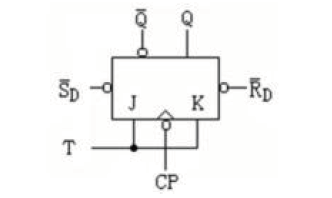 Q̅ Q
S̅D J K R̅D
T
CP